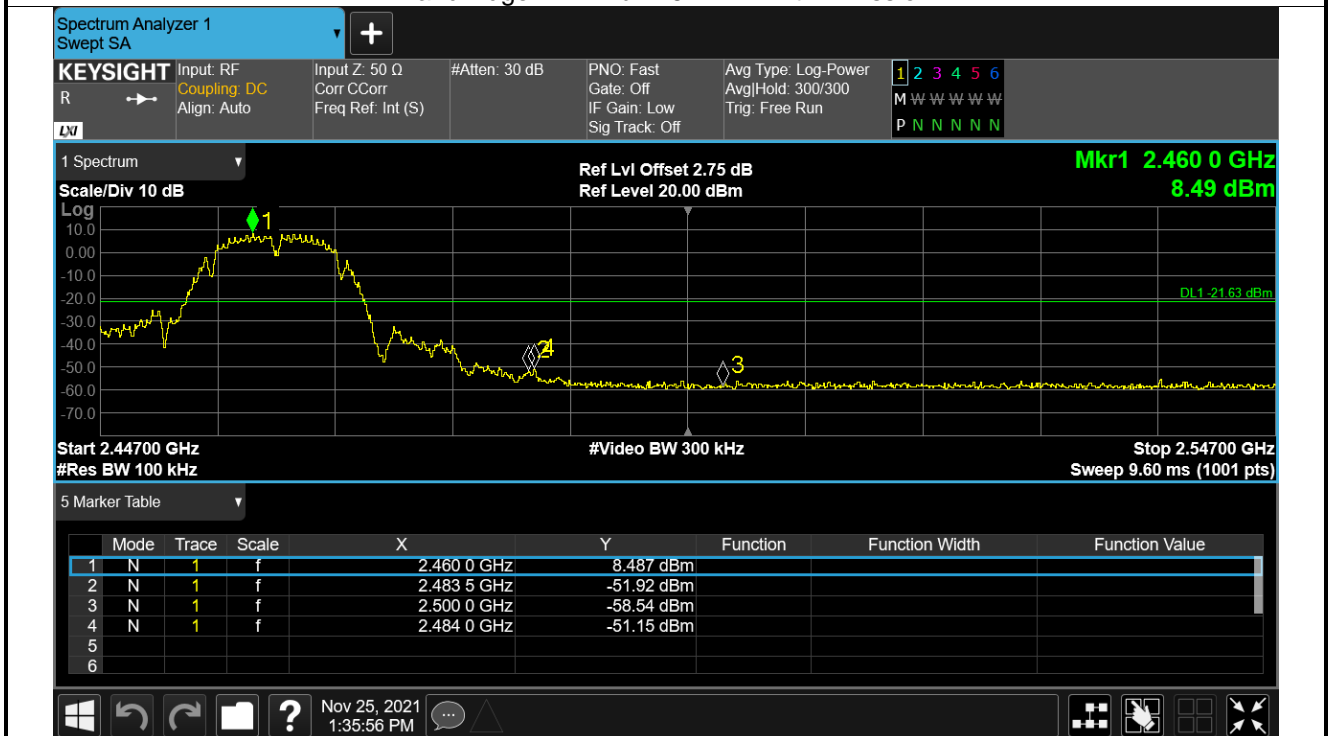 Spectrum Analyzer 1
Swept SA
+
KEYSIGHT
R
LXI
Input: RF
Coupling: DC
Align: Auto
Input Z: 50 Ω
Corr CCorr
Freq Ref: Int (S)
#Atten: 30 dB
PNO: Fast
Gate: Off
IF Gain: Low
Sig Track: Off
Avg Type: Log-Power
Avg|Hold: 300/300
Trig: Free Run
1 2 3 4 5 6
M W W W W W
P N N N N N
1 Spectrum
Scale/Div 10 dB
Log
Ref Lvl Offset 2.75 dB
Ref Level 20.00 dBm
Mkr1 2.460 0 GHz
8.49 dBm
10.0
0.00
-10.0
-20.0
-30.0
-40.0
-50.0
-60.0
-70.0
1
2
4
3
DL1 -21.63 dBm
Start 2.44700 GHz
#Video BW 300 kHz
Stop 2.54700 GHz
#Res BW 100 kHz
Sweep 9.60 ms (1001 pts)
5 Marker Table
Mode Trace Scale X Y Function Function Width Function Value
1 N 1 f 2.460 0 GHz 8.487 dBm
2 N 1 f 2.483 5 GHz -51.92 dBm
3 N 1 f 2.500 0 GHz -58.54 dBm
4 N 1 f 2.484 0 GHz -51.15 dBm
5
6
?
Nov 25, 2021
1:35:56 PM